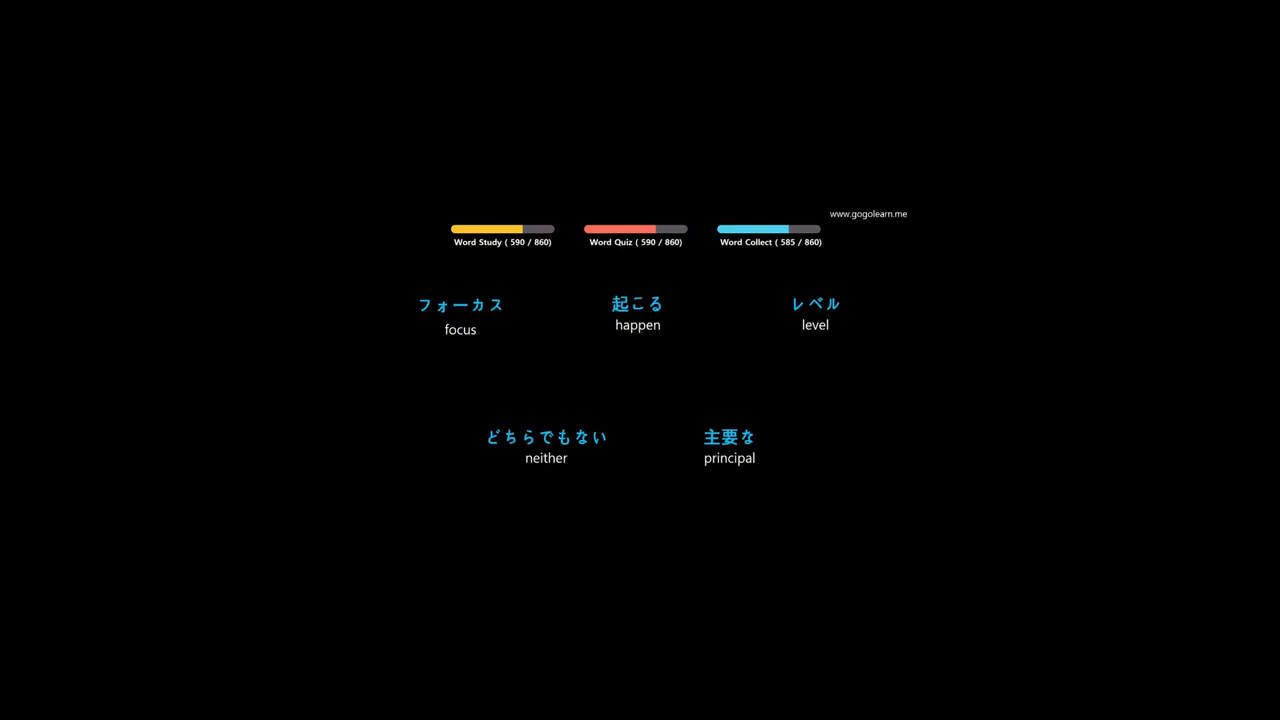 www.gogolearn.me
Word Study ( 590 / 860)
Word Quiz ( 590 / 860)
Word Collect ( 585 / 860)
フォーカス
focus
起こる
happen
レベル
level
どちらでもない
neither
主要な
principal